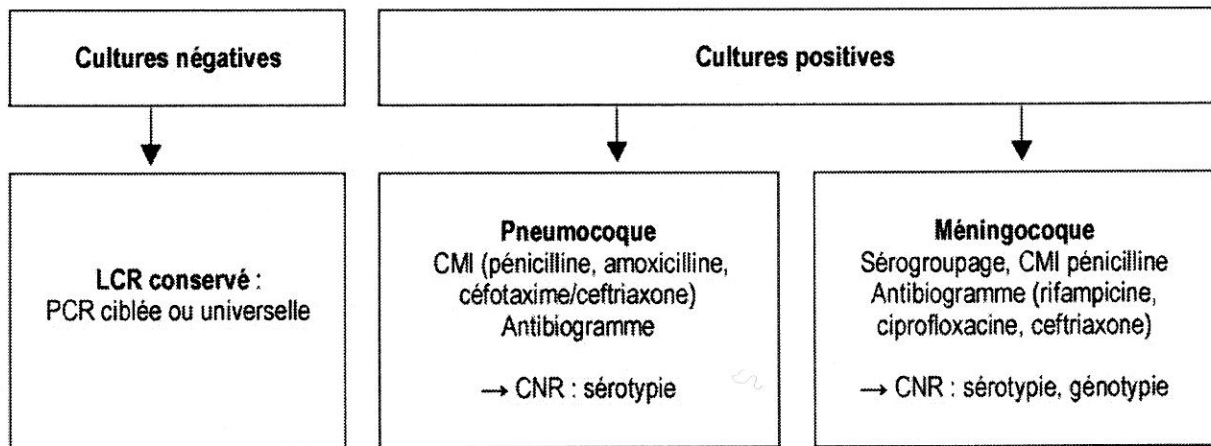 Cultures négatives
Cultures positives
LCR conservé :
PCR ciblée ou universelle
Pneumocoque
CMI (pénicilline, amoxicilline,
céfotaxime/ceftriaxone)
Antibiogramme
→ CNR : sérotypie
Méningocoque
Sérogroupage, CMI pénicilline
Antibiogramme (rifampicine,
ciprofloxacine, ceftriaxone)
→ CNR : sérotypie, génotypie